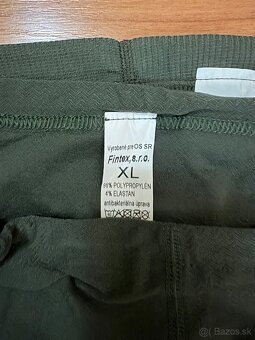 Vyrobené pre OS SR
Fintex, s.r.o.
XL
96% POLYPROPYLÉN
4% ELASTAN
antibakteriálna úprava
Bazos.sk